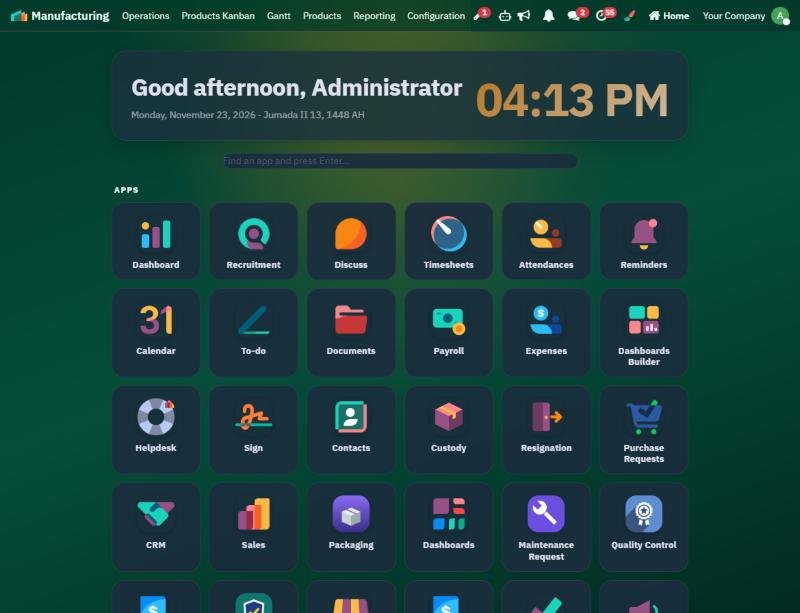 Manufacturing Operations Products Kanban Gantt Products Reporting Configuration 1 2 55 Home Your Company A
Good afternoon, Administrator
04:13 PM
Monday, November 23, 2026 - Jumada II 13, 1448 AH
Find an app and press Enter...
APPS
Dashboard Recruitment Discuss Timesheets Attendances Reminders
31
Calendar To-do Documents Payroll Expenses Dashboards Builder
Helpdesk Sign Contacts Custody Resignation Purchase Requests
CRM Sales Packaging Dashboards Maintenance Request Quality Control